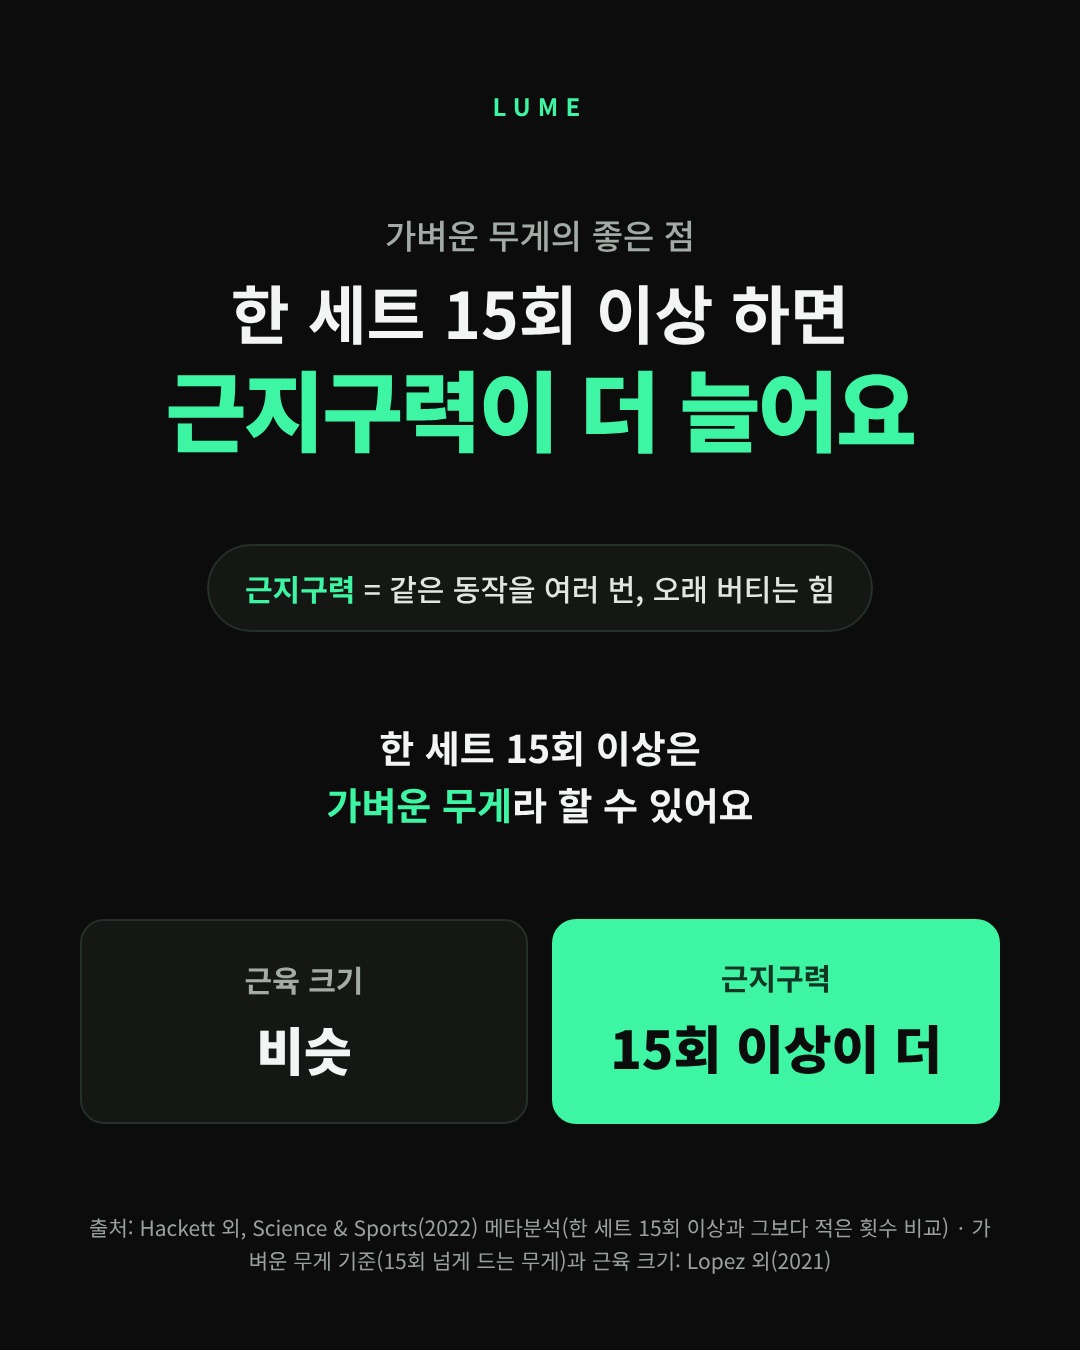 LUME
가벼운 무게의 좋은 점
한 세트 15회 이상 하면
근지구력이 더 늘어요
근지구력 = 같은 동작을 여러 번, 오래 버티는 힘
한 세트 15회 이상은
가벼운 무게라 할 수 있어요
근육 크기
비슷
근지구력
15회 이상이 더
출처: Hackett 외, Science & Sports(2022) 메타분석(한 세트 15회 이상과 그보다 적은 횟수 비교) · 가
벼운 무게 기준(15회 넘게 드는 무게)과 근육 크기: Lopez 외(2021)